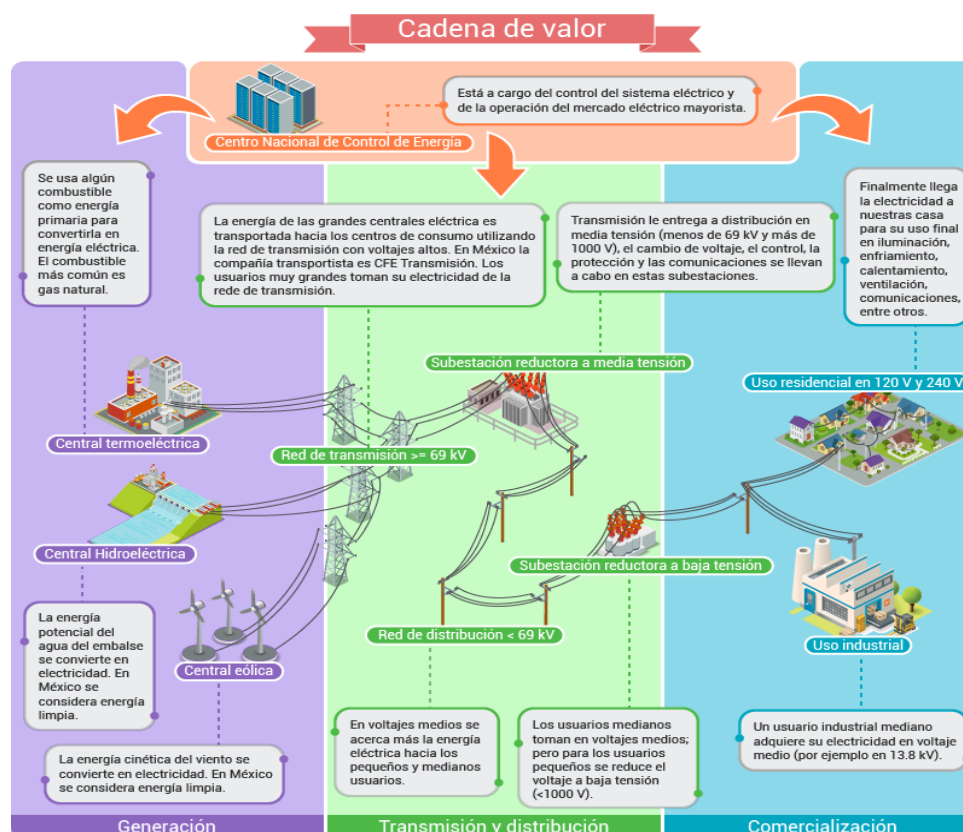 Cadena de valor
Está a cargo del control del sistema eléctrico y
de la operación del mercado eléctrico mayorista.
Centro Nacional de Control de Energía
Se usa algún
combustible
como energía
primaria para
convertirla en
energía eléctrica.
El combustible
más común es
gas natural.
La energía de las grandes centrales eléctrica es
transportada hacia los centros de consumo utilizando
la red de transmisión con voltajes altos. En México la
compañía transportista es CFE Transmisión. Los
usuarios muy grandes toman su electricidad de la
rede de transmisión.
Transmisión le entrega a distribución en
media tensión (menos de 69 kV y más de
1000 V), el cambio de voltaje, el control, la
protección y las comunicaciones se llevan
a cabo en estas subestaciones.
Finalmente llega
la electricidad a
nuestras casa
para su uso final
en iluminación,
enfriamiento,
calentamiento,
ventilación,
comunicaciones,
entre otros.
Subestación reductora a media tensión
Uso residencial en 120 V y 240 V
Central termoeléctrica
Red de transmisión >= 69 kV
Central Hidroeléctrica
Subestación reductora a baja tensión
La energía
potencial del
agua del embalse
se convierte en
electricidad. En
México se
considera energía
limpia.
Central eólica
Red de distribución < 69 kV
Uso industrial
La energía cinética del viento se
convierte en electricidad. En México
se considera energía limpia.
En voltajes medios se
acerca más la energía
eléctrica hacia los
pequeños y medianos
usuarios.
Los usuarios medianos
toman en voltajes medios;
pero para los usuarios
pequeños se reduce el
voltaje a baja tensión
(<1000 V).
Un usuario industrial mediano
adquiere su electricidad en voltaje
medio (por ejemplo en 13.8 kV).
Generación
Transmisión y distribución
Comercialización